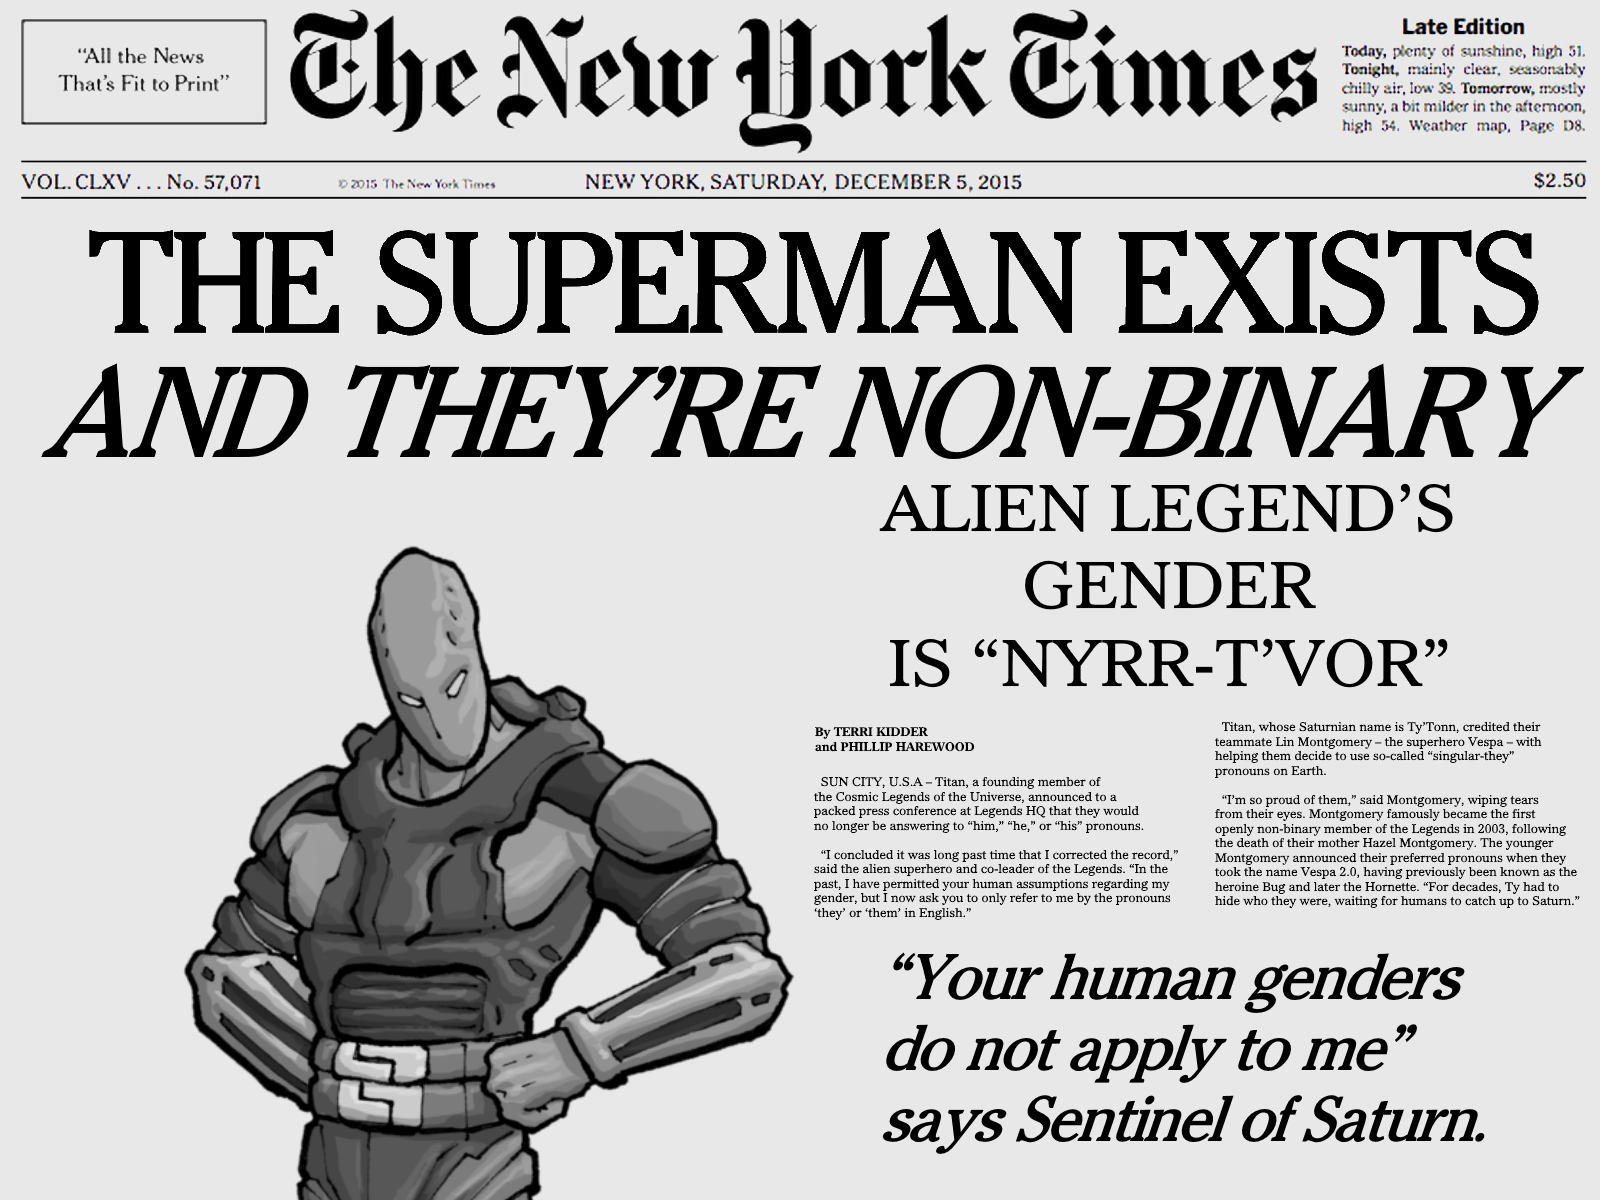 “All the News
That’s Fit to Print”
The New York Times
Late Edition
Today, plenty of sunshine, high 51.
Tonight, mainly clear, seasonably
chilly air, low 39. Tomorrow, mostly
sunny, a bit milder in the afternoon,
high 54. Weather map, Page D8.
VOL. CLXV . . . No. 57,071
© 2015 The New York Times
NEW YORK, SATURDAY, DECEMBER 5, 2015
$2.50
THE SUPERMAN EXISTS
AND THEY’RE NON-BINARY
ALIEN LEGEND’S
GENDER
IS “NYRR-T’VOR”
By TERRI KIDDER
and PHILLIP HAREWOOD
SUN CITY, U.S.A – Titan, a founding member of
the Cosmic Legends of the Universe, announced to a
packed press conference at Legends HQ that they would
no longer be answering to “him,” “he,” or “his” pronouns.
“I concluded it was long past time that I corrected the record,”
said the alien superhero and co-leader of the Legends. “In the
past, I have permitted your human assumptions regarding my
gender, but I now ask you to only refer to me by the pronouns
‘they’ or ‘them’ in English.”
Titan, whose Saturnian name is Ty’Tonn, credited their
teammate Lin Montgomery – the superhero Vespa – with
helping them decide to use so-called “singular-they”
pronouns on Earth.
“I’m so proud of them,” said Montgomery, wiping tears
from their eyes. Montgomery famously became the first
openly non-binary member of the Legends in 2003, following
the death of their mother Hazel Montgomery. The younger
Montgomery announced their preferred pronouns when they
took the name Vespa 2.0, having previously been known as the
heroine Bug and later the Hornette. “For decades, Ty had to
hide who they were, waiting for humans to catch up to Saturn.”
“Your human genders
do not apply to me”
says Sentinel of Saturn.